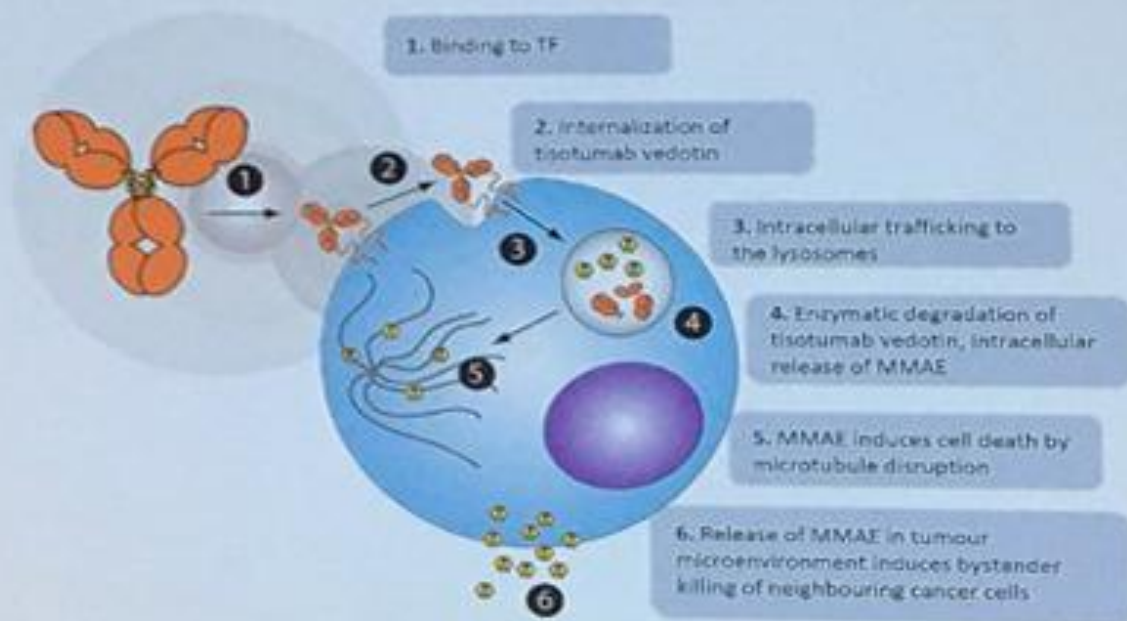 1. Binding to TF
2. Internalization of
tisotumab vedotin
3. Intracellular trafficking to
the lysosomes
4. Enzymatic degradation of
tisotumab vedotin, intracellular
release of MMAE
5. MMAE induces cell death by
microtubule disruption
6. Release of MMAE in tumour
microenvironment induces bystander
killing of neighbouring cancer cells
1
2
3
4
5
6